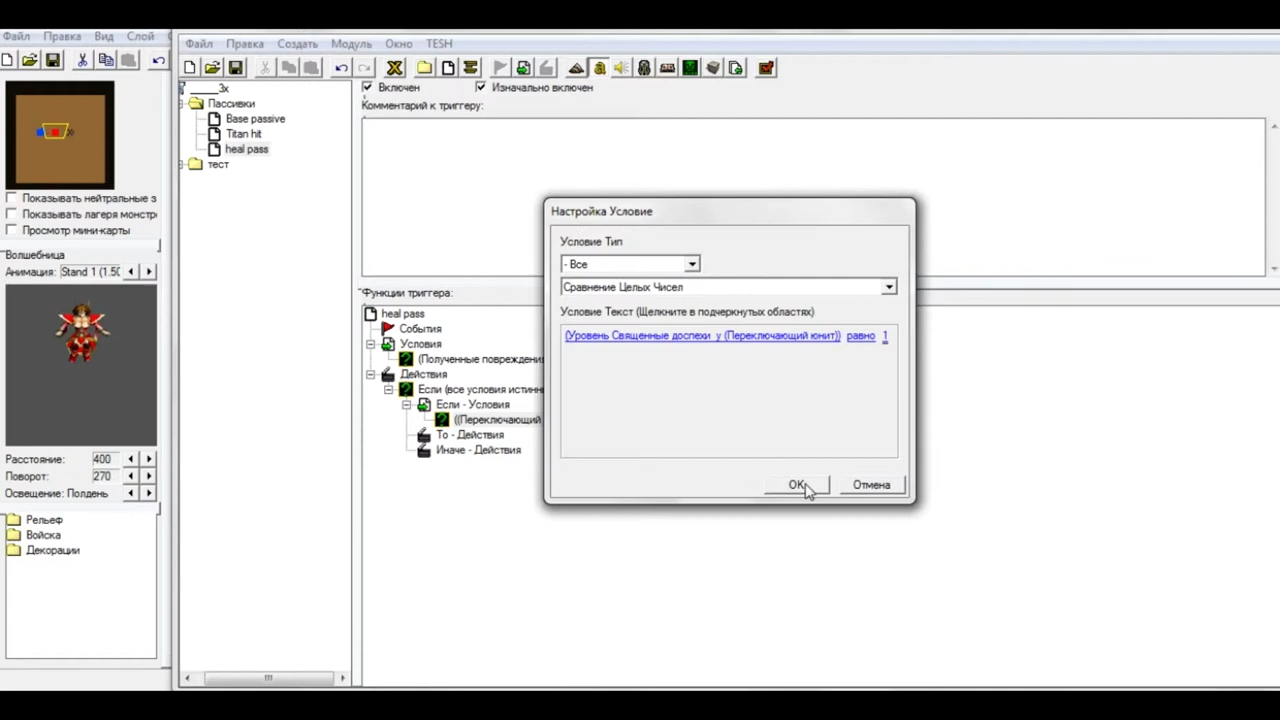 Файл Правка Вид Слой
Показывать нейтральные з
Показывать лагеря монстр
Просмотр мини-карты
Волшебница
Анимация: Stand 1 (1.50
Расстояние: 400
Поворот: 270
Освещение: Полдень
Рельеф
Войска
Декорации
Файл Правка Создать Модуль Окно TESH
_____3x
Пассивки
Base passive
Titan hit
heal pass
тест
Включен
Изначально включен
Комментарий к триггеру:
Функции триггера:
heal pass
События
Условия
(Полученные повреждения
Действия
Если (все условия истинн
Если - Условия
((Переключающий
То - Действия
Иначе - Действия
Настройка Условие
Условие Тип
- Все
Сравнение Целых Чисел
Условие Текст (Щелкните в подчеркнутых областях)
(Уровень Священные доспехи у (Переключающий юнит)) равно 1
OK
Отмена